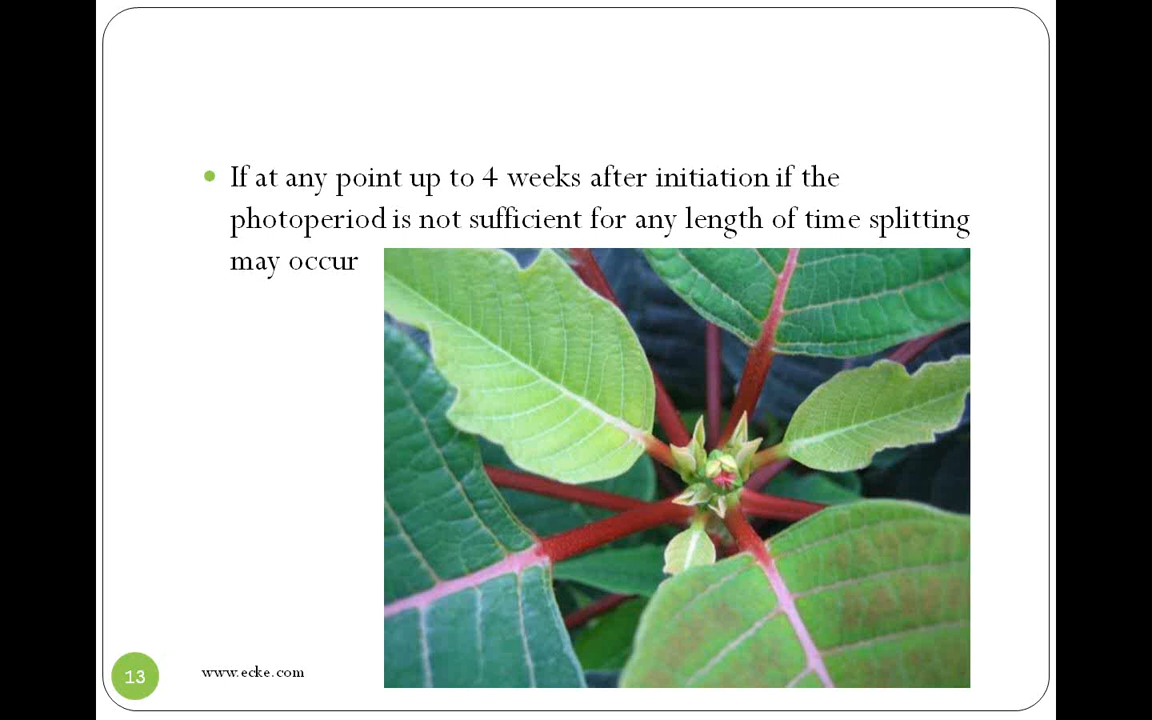 If at any point up to 4 weeks after initiation if the
photoperiod is not sufficient for any length of time splitting
may occur
13
www.ecke.com